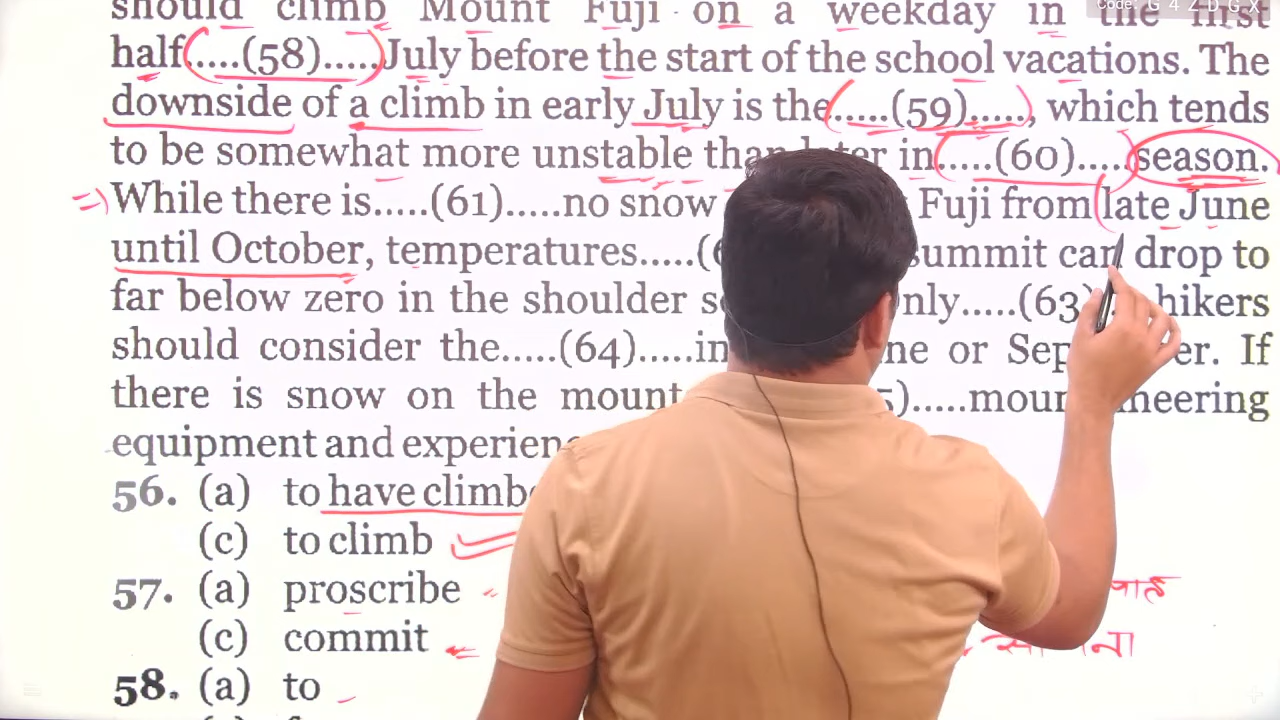 Code: G 4 Z D G X
should climb Mount Fuji on a weekday in the first
half.....(58).....July before the start of the school vacations. The
downside of a climb in early July is the.....(59)....., which tends
to be somewhat more unstable than later in.....(60).....season.
While there is.....(61).....no snow Fuji from late June
until October, temperatures.....( summit can drop to
far below zero in the shoulder nly.....(63) hikers
should consider the.....(64).....in ne or Sep er. If
there is snow on the mount 5).....moun neering
equipment and experien
56. (a) to have climb
(c) to climb
57. (a) proscribe
(c) commit
58. (a) to